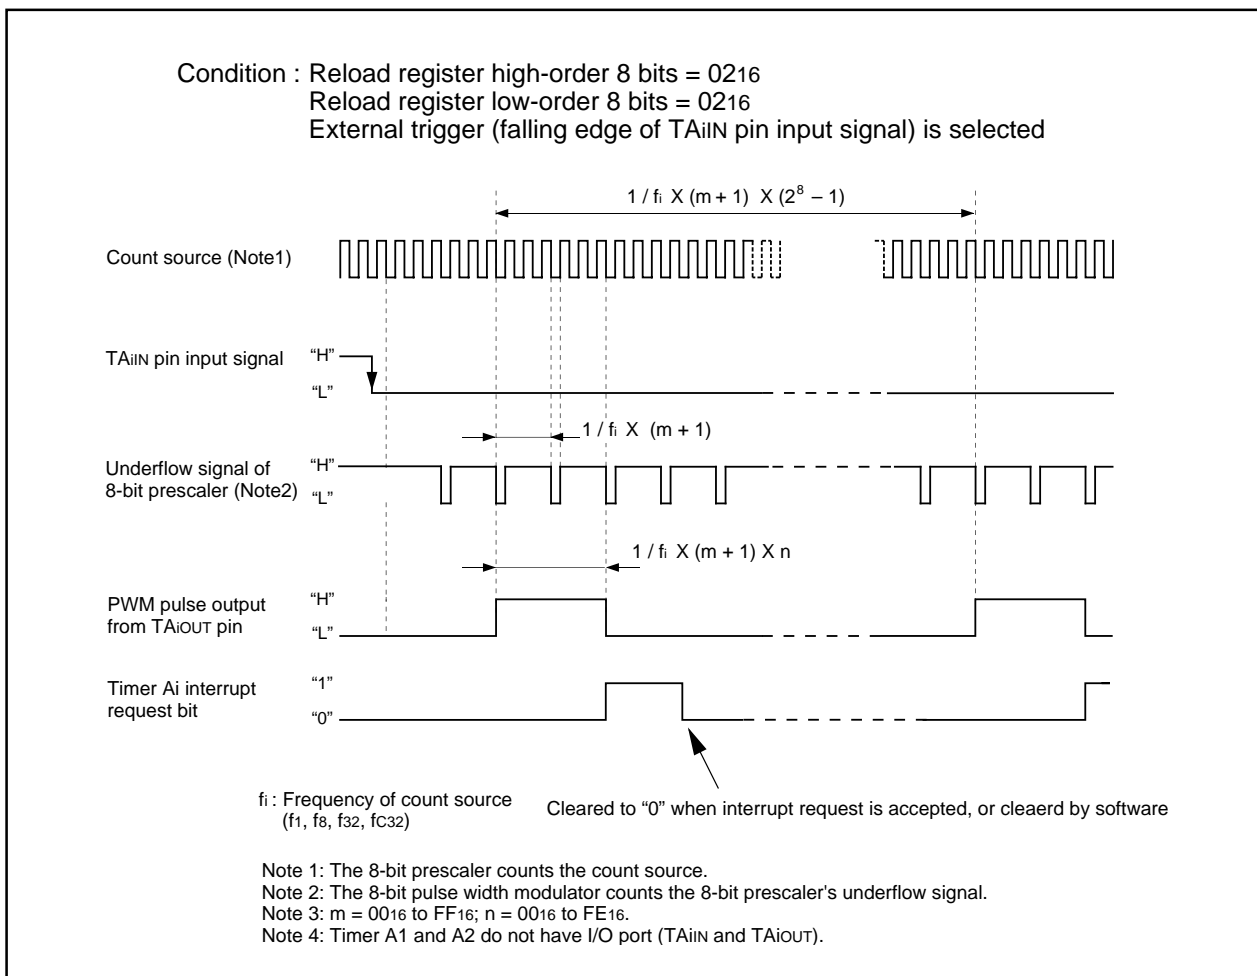 Condition : Reload register high-order 8 bits = 0216
Reload register low-order 8 bits = 0216
External trigger (falling edge of TAiIN pin input signal) is selected
1 / fi X (m + 1) X (2^8 – 1)
Count source (Note1)
TAiIN pin input signal
“H”
“L”
1 / fi X (m + 1)
Underflow signal of
8-bit prescaler (Note2)
“H”
“L”
1 / fi X (m + 1) X n
PWM pulse output
from TAiOUT pin
“H”
“L”
Timer Ai interrupt
request bit
“1”
“0”
fi : Frequency of count source
(f1, f8, f32, fC32)
Cleared to “0” when interrupt request is accepted, or cleaerd by software
Note 1: The 8-bit prescaler counts the count source.
Note 2: The 8-bit pulse width modulator counts the 8-bit prescaler's underflow signal.
Note 3: m = 0016 to FF16; n = 0016 to FE16.
Note 4: Timer A1 and A2 do not have I/O port (TAiIN and TAiOUT).